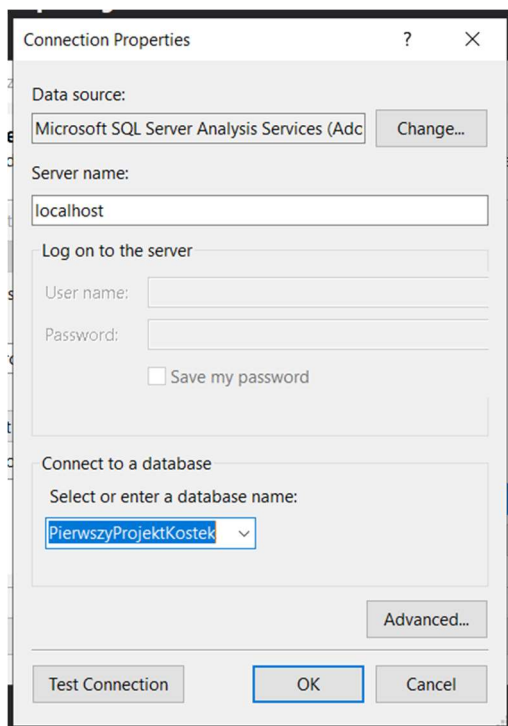 Connection Properties ? ×
Data source:
Microsoft SQL Server Analysis Services (Adc
Change...
Server name:
localhost
Log on to the server
User name:
Password:
Save my password
Connect to a database
Select or enter a database name:
PierwszyProjektKostek
Advanced...
Test Connection OK Cancel